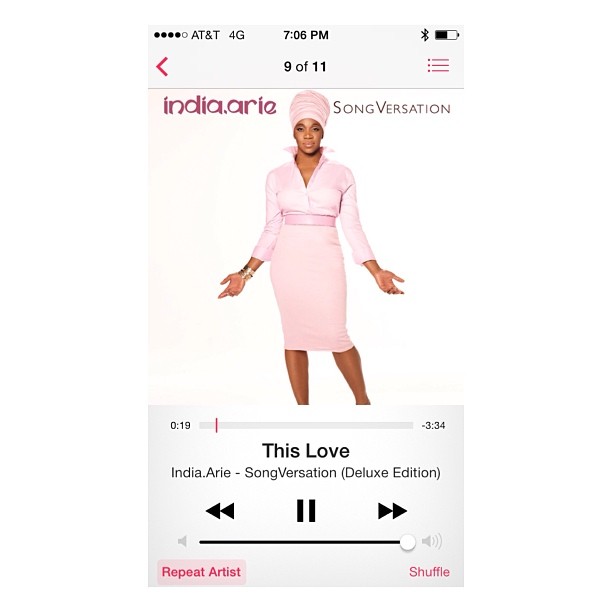 AT&T 4G 7:06 PM
9 of 11
india.arie SONGVERSATION
0:19 -3:34
This Love
India.Arie - SongVersation (Deluxe Edition)
Repeat Artist Shuffle